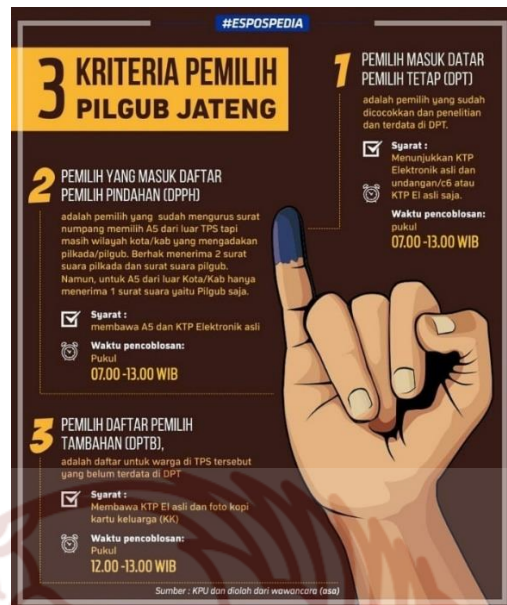 #ESPOSPEDIA
3 KRITERIA PEMILIH
PILGUB JATENG
1 PEMILIH MASUK DATAR
PEMILIH TETAP (DPT)
adalah pemilih yang sudah
dicocokkan dan penelitian
dan terdata di DPT.
Syarat :
Menunjukkan KTP
Elektronik asli dan
undangan/c6 atau
KTP El asli saja.
Waktu pencoblosan:
pukul
07.00 -13.00 WIB
2 PEMILIH YANG MASUK DAFTAR
PEMILIH PINDAHAN (DPPH)
adalah pemilih yang sudah mengurus surat
numpang memilih A5 dari luar TPS tapi
masih wilayah kota/kab yang mengadakan
pilkada/pilgub. Berhak menerima 2 surat
suara pilkada dan surat suara pilgub.
Namun, untuk A5 dari luar Kota/Kab hanya
menerima 1 surat suara yaitu Pilgub saja.
Syarat :
membawa A5 dan KTP Elektronik asli
Waktu pencoblosan:
Pukul
07.00 -13.00 WIB
3 PEMILIH DAFTAR PEMILIH
TAMBAHAN (DPTB),
adalah daftar untuk warga di TPS tersebut
yang belum terdata di DPT
Syarat :
Membawa KTP El asli dan foto kopi
kartu keluarga (KK)
Waktu pencoblosan:
Pukul
12.00 -13.00 WIB
Sumber : KPU dan diolah dari wawancara (asa)